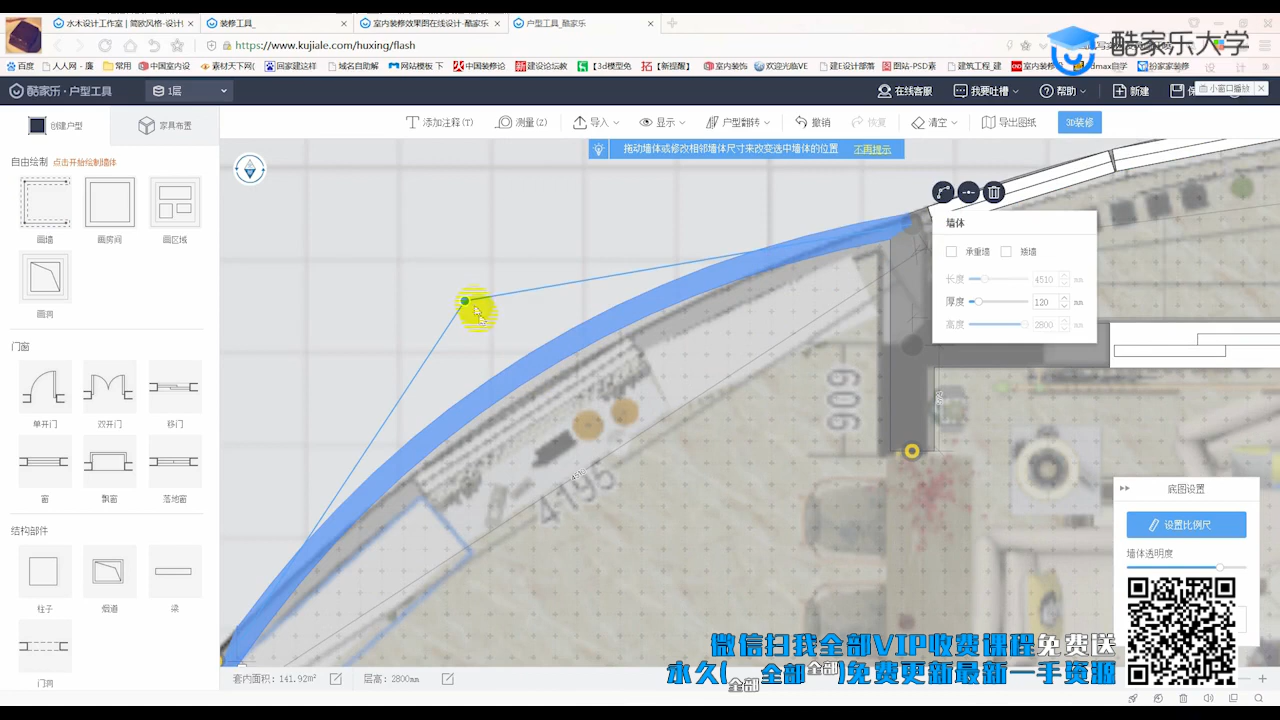 水木设计工作室 | 简欧风格-设计
装修工具_
室内装修效果图在线设计-酷家乐
户型工具_酷家乐
https://www.kujiale.com/huxing/flash
酷家乐大学
百度
人人网 - 廉
常用
中国室内设
素材天下网
回家建这样
域名自助解
网站模板 下
中国装修论
新建设论坛教
【3d模型免
【新提醒】
室内装饰
欢迎光临VE
建E设计部落
图站-PSD素
建筑工程_建
室内装修
dmax自学
扮家家装修
酷家乐·户型工具
1层
在线客服
我要吐槽
帮助
新建
小窗口播放
创建户型
家具布置
添加注释(T)
测量(Z)
导入
显示
户型翻转
撤销
恢复
清空
导出图纸
3D装修
拖动墙体或修改相邻墙体尺寸来改变选中墙体的位置
不再提示
自由绘制
点击开始绘制墙体
画墙
画房间
画区域
画洞
门窗
单开门
双开门
移门
窗
飘窗
落地窗
结构部件
柱子
烟道
梁
门洞
墙体
承重墙
矮墙
长度
4510
mm
厚度
120
mm
高度
2800
mm
909
4195
底图设置
设置比例尺
墙体透明度
微信扫我全部VIP收费课程免费送
永久(全部全部)免费更新最新一手资源
套内面积: 141.92m²
层高: 2800mm